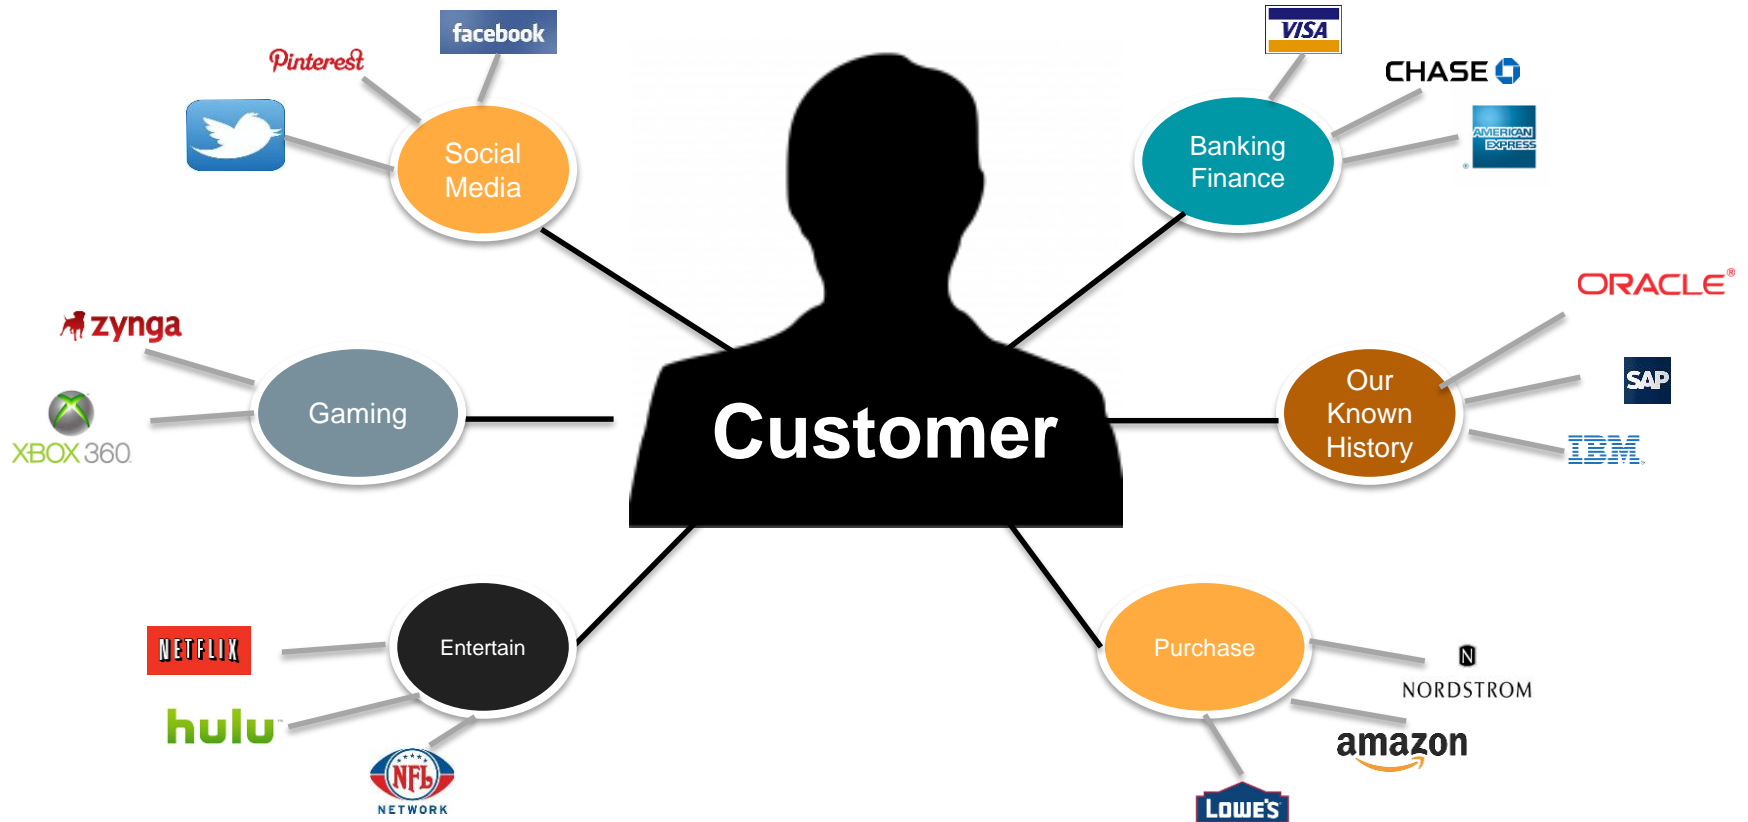 facebook
Pinterest
Social
Media
VISA
CHASE
AMERICAN
EXPRESS
®
Banking
Finance
ORACLE®
zynga
XBOX 360
Gaming
Customer
Our
Known
History
SAP
IBM
NETFLIX
hulu
NFL
NETWORK
Entertain
Purchase
N
NORDSTROM
amazon
LOWE'S